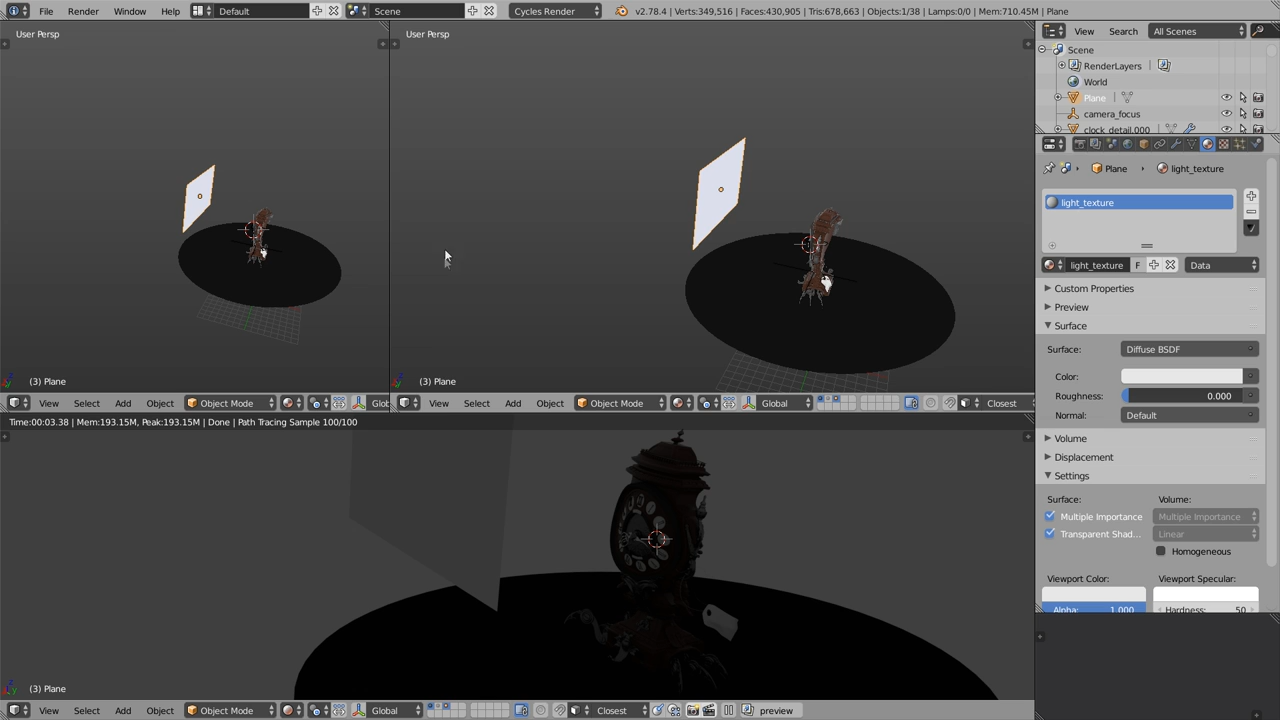 File Render Window Help Default Scene Cycles Render v2.78.4 | Verts:349,516 | Faces:430,905 | Tris:678,663 | Objects:1/38 | Lamps:0/0 | Mem:710.45M | Plane
User Persp
User Persp
(3) Plane
(3) Plane
View Select Add Object Object Mode Glob
View Select Add Object Object Mode Global Closest
Time:00:03.38 | Mem:193.15M, Peak:193.15M | Done | Path Tracing Sample 100/100
(3) Plane
View Select Add Object Object Mode Global Closest preview
View Search All Scenes
Scene
RenderLayers
World
Plane
camera_focus
clock_detail.000
Plane light_texture
light_texture
light_texture F Data
Custom Properties
Preview
Surface
Surface: Diffuse BSDF
Color:
Roughness: 0.000
Normal: Default
Volume
Displacement
Settings
Surface: Volume:
Multiple Importance Multiple Importance
Transparent Shad... Linear
Homogeneous
Viewport Color: Viewport Specular:
Alpha: 1.000 Hardness: 50